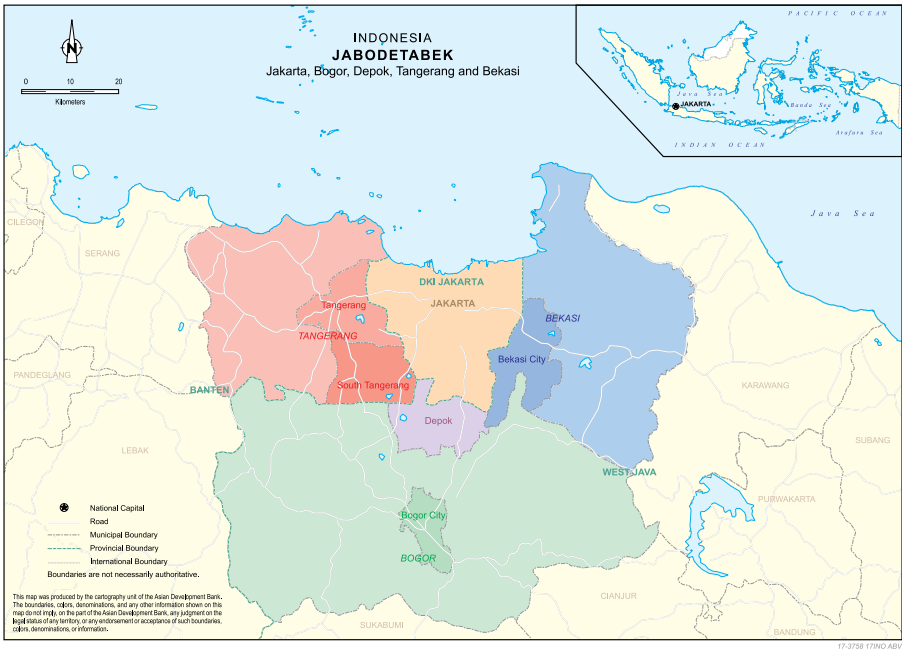 INDONESIA
JABODETABEK
Jakarta, Bogor, Depok, Tangerang and Bekasi
N
0 10 20
Kilometers
PACIFIC OCEAN
Java Sea
JAKARTA
Banda Sea
Arafuru Sea
INDIAN OCEAN
Java Sea
CILEGON
SERANG
DKI JAKARTA
JAKARTA
Tangerang
TANGERANG
BEKASI
Bekasi City
PANDEGLANG
BANTEN
South Tangerang
KARAWANG
Depok
LEBAK
SUBANG
WEST JAVA
PURWAKARTA
Bogor City
BOGOR
CIANJUR
SUKABUMI
BANDUNG
National Capital
Road
Municipal Boundary
Provincial Boundary
International Boundary
Boundaries are not necessarily authoritative.
This map was produced by the cartography unit of the Asian Development Bank.
The boundaries, colors, denominations, and any other information shown on this
map do not imply, on the part of the Asian Development Bank, any judgment on the
legal status of any territory, or any endorsement or acceptance of such boundaries,
colors, denominations, or information.
17-3758 17INO ABV